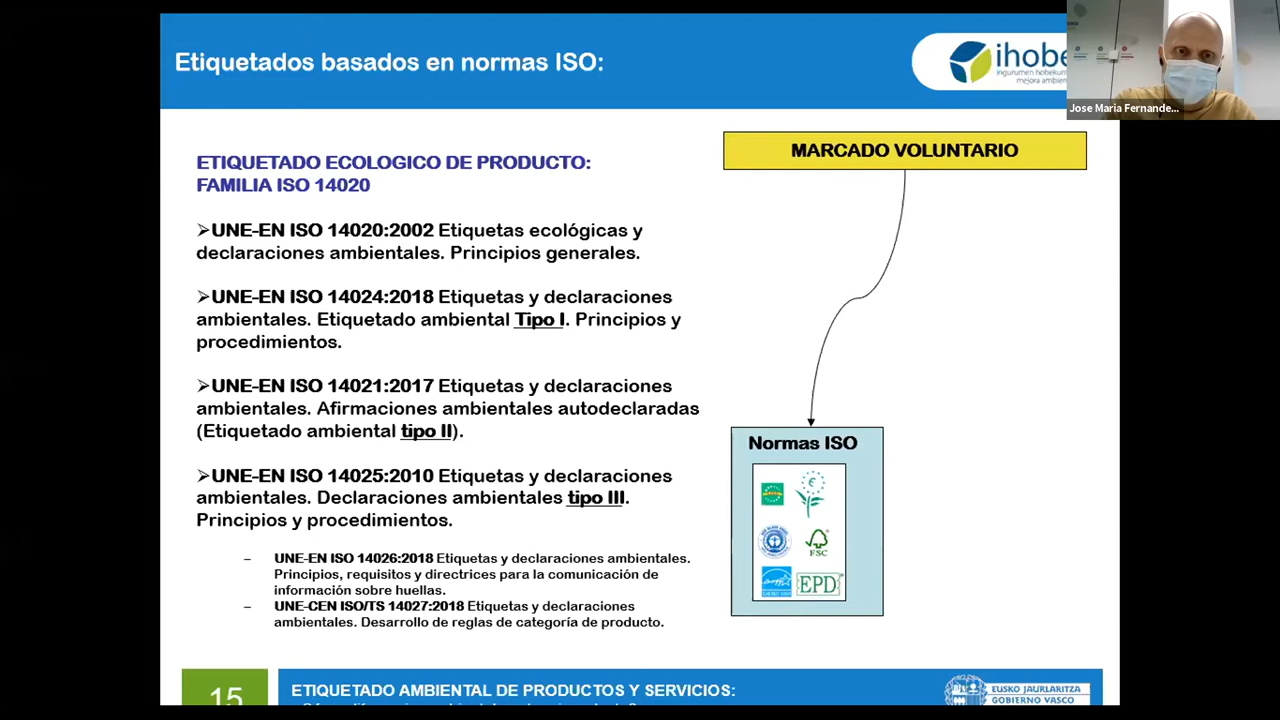 Etiquetados basados en normas ISO:
ihobe
ingurumen hobekun
mejora ambien
Jose Maria Fernande...
MARCADO VOLUNTARIO
ETIQUETADO ECOLOGICO DE PRODUCTO:
FAMILIA ISO 14020
➢UNE-EN ISO 14020:2002 Etiquetas ecológicas y
declaraciones ambientales. Principios generales.
➢UNE-EN ISO 14024:2018 Etiquetas y declaraciones
ambientales. Etiquetado ambiental Tipo I. Principios y
procedimientos.
➢UNE-EN ISO 14021:2017 Etiquetas y declaraciones
ambientales. Afirmaciones ambientales autodeclaradas
(Etiquetado ambiental tipo II).
➢UNE-EN ISO 14025:2010 Etiquetas y declaraciones
ambientales. Declaraciones ambientales tipo III.
Principios y procedimientos.
– UNE-EN ISO 14026:2018 Etiquetas y declaraciones ambientales.
Principios, requisitos y directrices para la comunicación de
información sobre huellas.
– UNE-CEN ISO/TS 14027:2018 Etiquetas y declaraciones
ambientales. Desarrollo de reglas de categoría de producto.
Normas ISO
FSC
EPD
15
ETIQUETADO AMBIENTAL DE PRODUCTOS Y SERVICIOS:
EUSKO JAURLARITZA
GOBIERNO VASCO